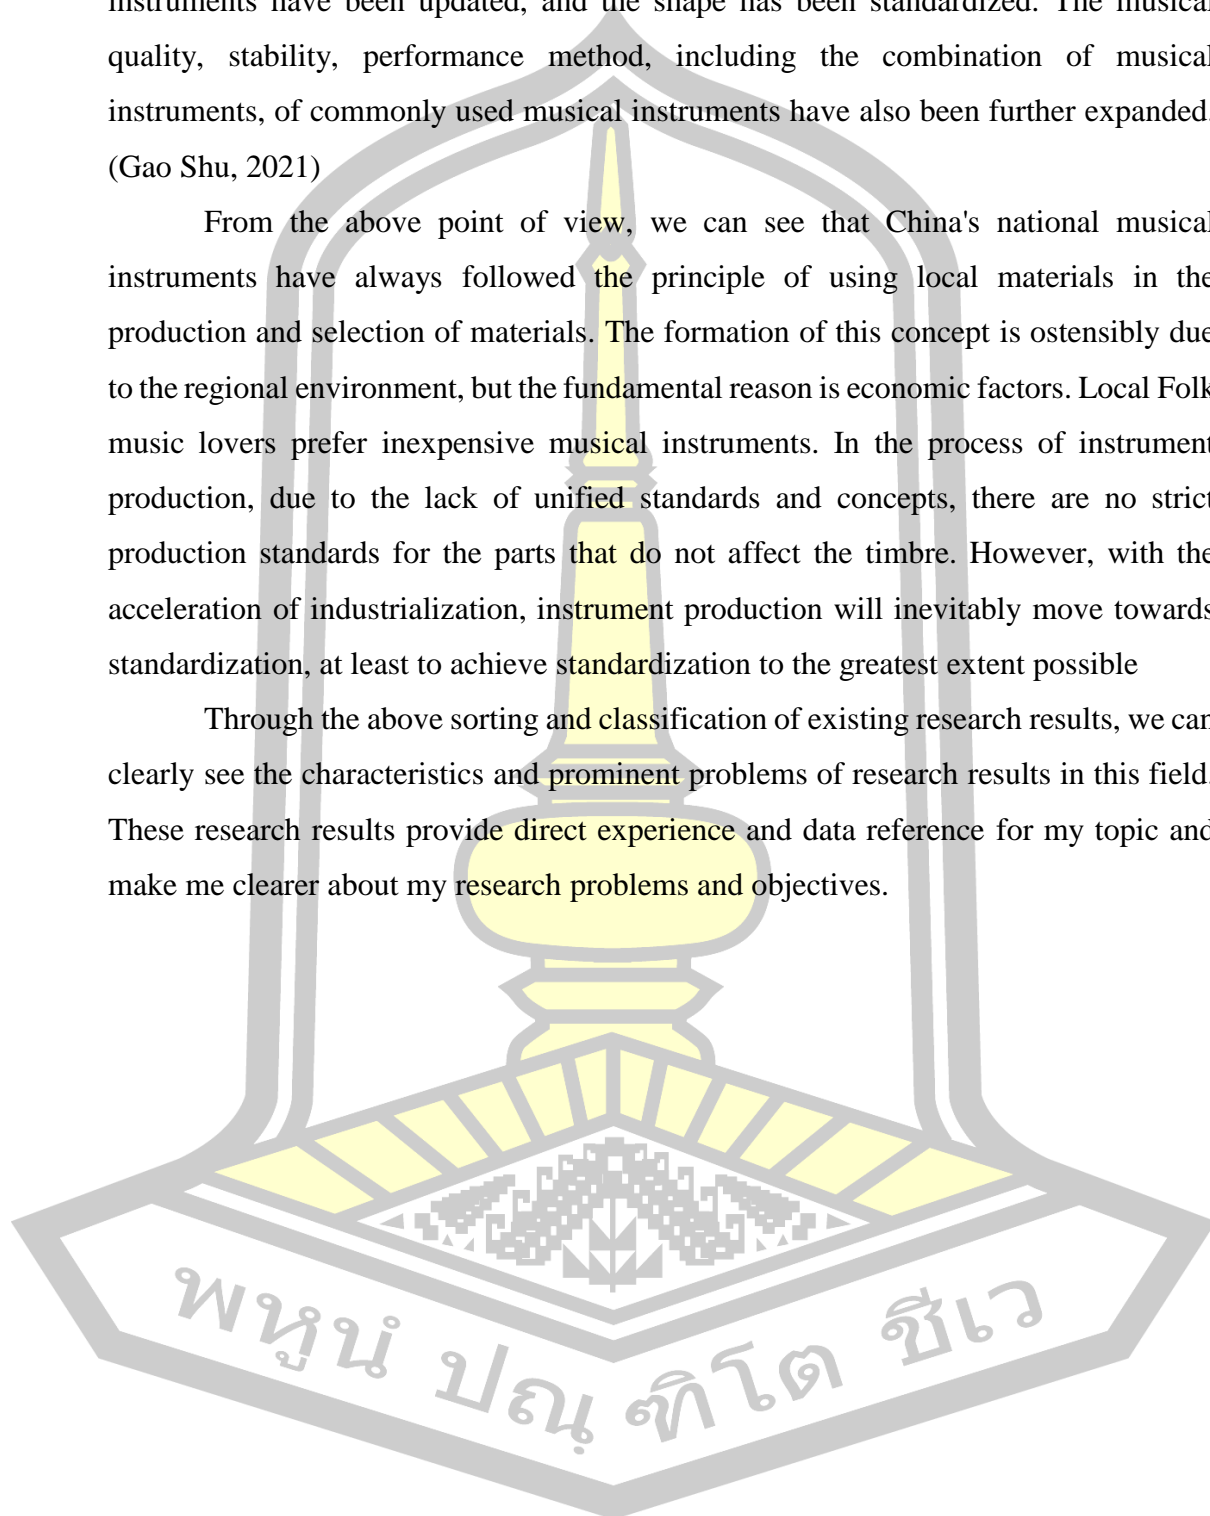 instruments have been updated, and the shape has been standardized. The musical
quality, stability, performance method, including the combination of musical
instruments, of commonly used musical instruments have also been further expanded.
(Gao Shu, 2021)
From the above point of view, we can see that China's national musical
instruments have always followed the principle of using local materials in the
production and selection of materials. The formation of this concept is ostensibly due
to the regional environment, but the fundamental reason is economic factors. Local Folk
music lovers prefer inexpensive musical instruments. In the process of instrument
production, due to the lack of unified standards and concepts, there are no strict
production standards for the parts that do not affect the timbre. However, with the
acceleration of industrialization, instrument production will inevitably move towards
standardization, at least to achieve standardization to the greatest extent possible
Through the above sorting and classification of existing research results, we can
clearly see the characteristics and prominent problems of research results in this field.
These research results provide direct experience and data reference for my topic and
make me clearer about my research problems and objectives.
พหูนํ ปณฺฑิโต ชีเว